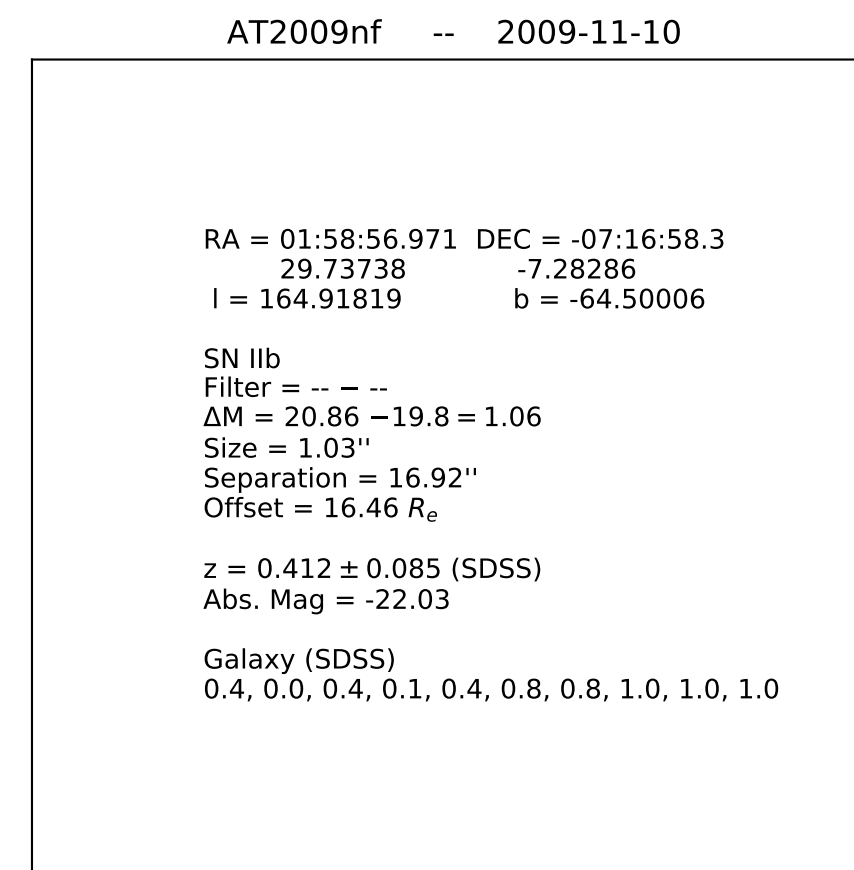 AT2009nf -- 2009-11-10
RA = 01:58:56.971 DEC = -07:16:58.3
29.73738 -7.28286
l = 164.91819 b = -64.50006
SN IIb
Filter = -- − --
ΔM = 20.86 −19.8 = 1.06
Size = 1.03''
Separation = 16.92''
Offset = 16.46 Rₑ
z = 0.412 ± 0.085 (SDSS)
Abs. Mag = -22.03
Galaxy (SDSS)
0.4, 0.0, 0.4, 0.1, 0.4, 0.8, 0.8, 1.0, 1.0, 1.0